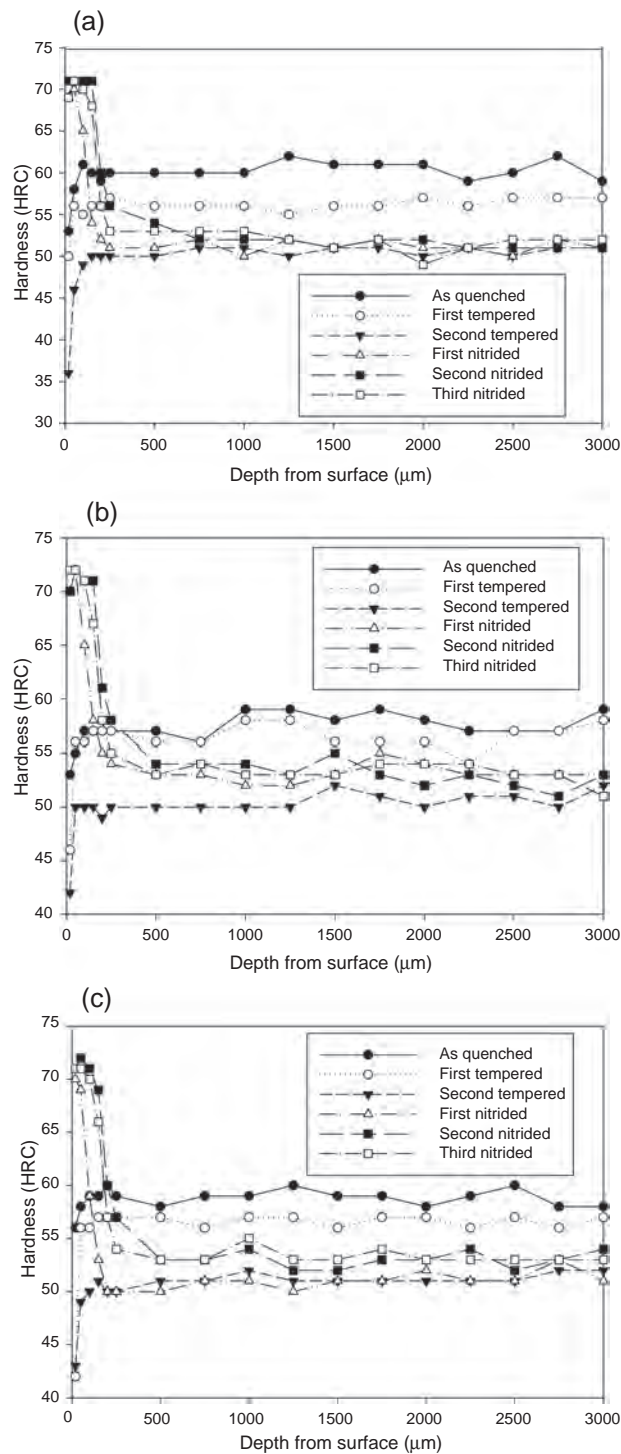 (a)
75
70
65
60
55
50
45
40
35
30
Hardness (HRC)
As quenched
First tempered
Second tempered
First nitrided
Second nitrided
Third nitrided
0
500
1000
1500
2000
2500
3000
Depth from surface (μm)
(b)
75
70
65
60
55
50
45
40
Hardness (HRC)
As quenched
First tempered
Second tempered
First nitrided
Second nitrided
Third nitrided
0
500
1000
1500
2000
2500
3000
Depth from surface (μm)
(c)
75
70
65
60
55
50
45
40
Hardness (HRC)
As quenched
First tempered
Second tempered
First nitrided
Second nitrided
Third nitrided
0
500
1000
1500
2000
2500
3000
Depth from surface (μm)